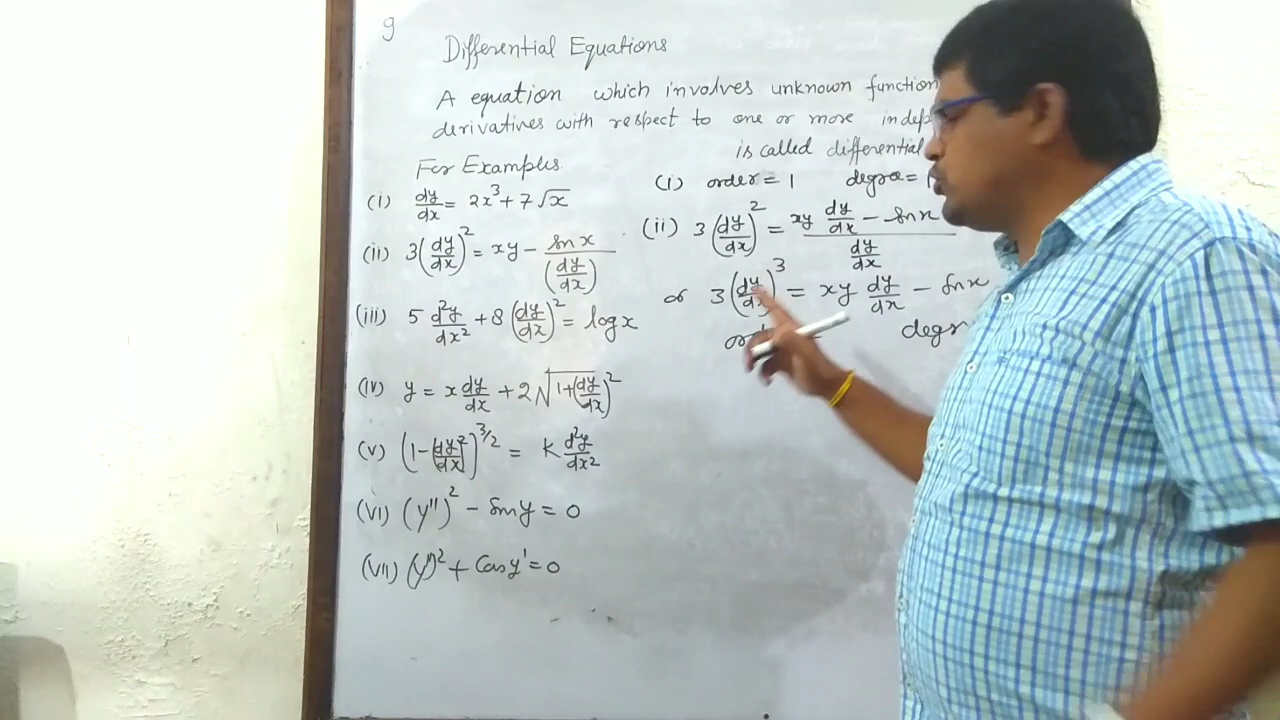 9
Differential Equations
A equation which involves unknown function
derivatives with respect to one or more indep
is called differential
For Examples
(i) dy/dx = 2x³ + 7√x
(ii) 3(dy/dx)² = xy − sin x/(dy/dx)
(iii) 5 d²y/dx² + 8(dy/dx)² = log x
(iv) y = x dy/dx + 2√1+(dy/dx)²
(v) (1−(dy/dx)²)^3/2 = K d²y/dx²
(vi) (y'')² − sin y = 0
(vii) (y'')² + Cos y' = 0
(i) order = 1 degree = 1
(ii) 3(dy/dx)² = (xy dy/dx − sin x)/(dy/dx)
or 3(dy/dx)³ = xy dy/dx − sin x
degr